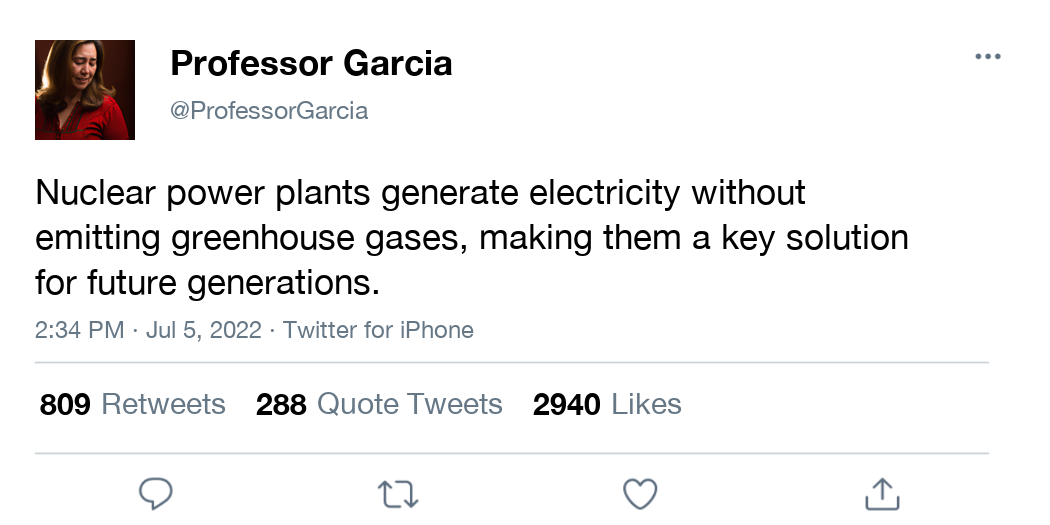 Professor Garcia
@ProfessorGarcia
Nuclear power plants generate electricity without
emitting greenhouse gases, making them a key solution
for future generations.
2:34 PM · Jul 5, 2022 · Twitter for iPhone
809 Retweets 288 Quote Tweets 2940 Likes